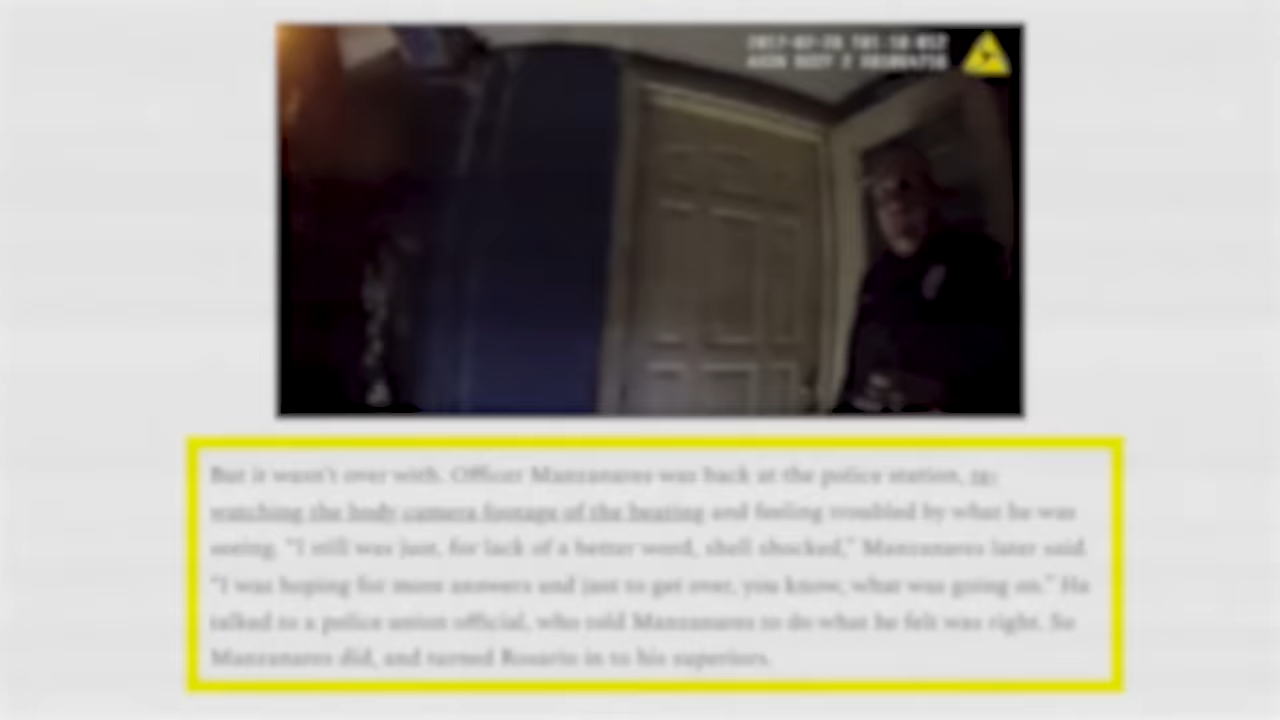 But it wasn't over with. Officer Manzanares was back at the police station, re-
watching the body camera footage of the beating and feeling troubled by what he was
seeing. "I still was just, for lack of a better word, shell shocked," Manzanares later said.
"I was hoping for more answers and just to get over, you know, what was going on." He
talked to a police union official, who told Manzanares to do what he felt was right. So
Manzanares did, and turned Rosario in to his superiors.